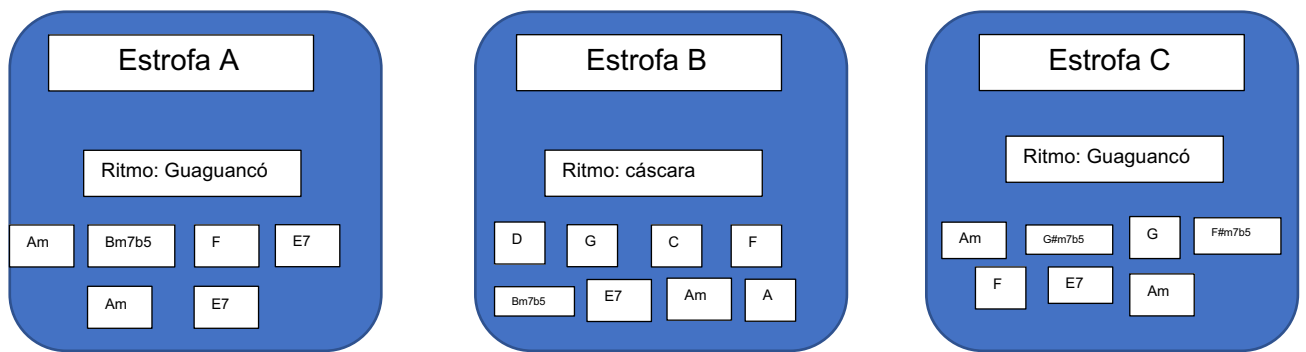 Estrofa A
Ritmo: Guaguancó
Am Bm7b5 F E7
Am E7
Estrofa B
Ritmo: cáscara
D G C F
Bm7b5 E7 Am A
Estrofa C
Ritmo: Guaguancó
Am G#m7b5 G F#m7b5
F E7 Am